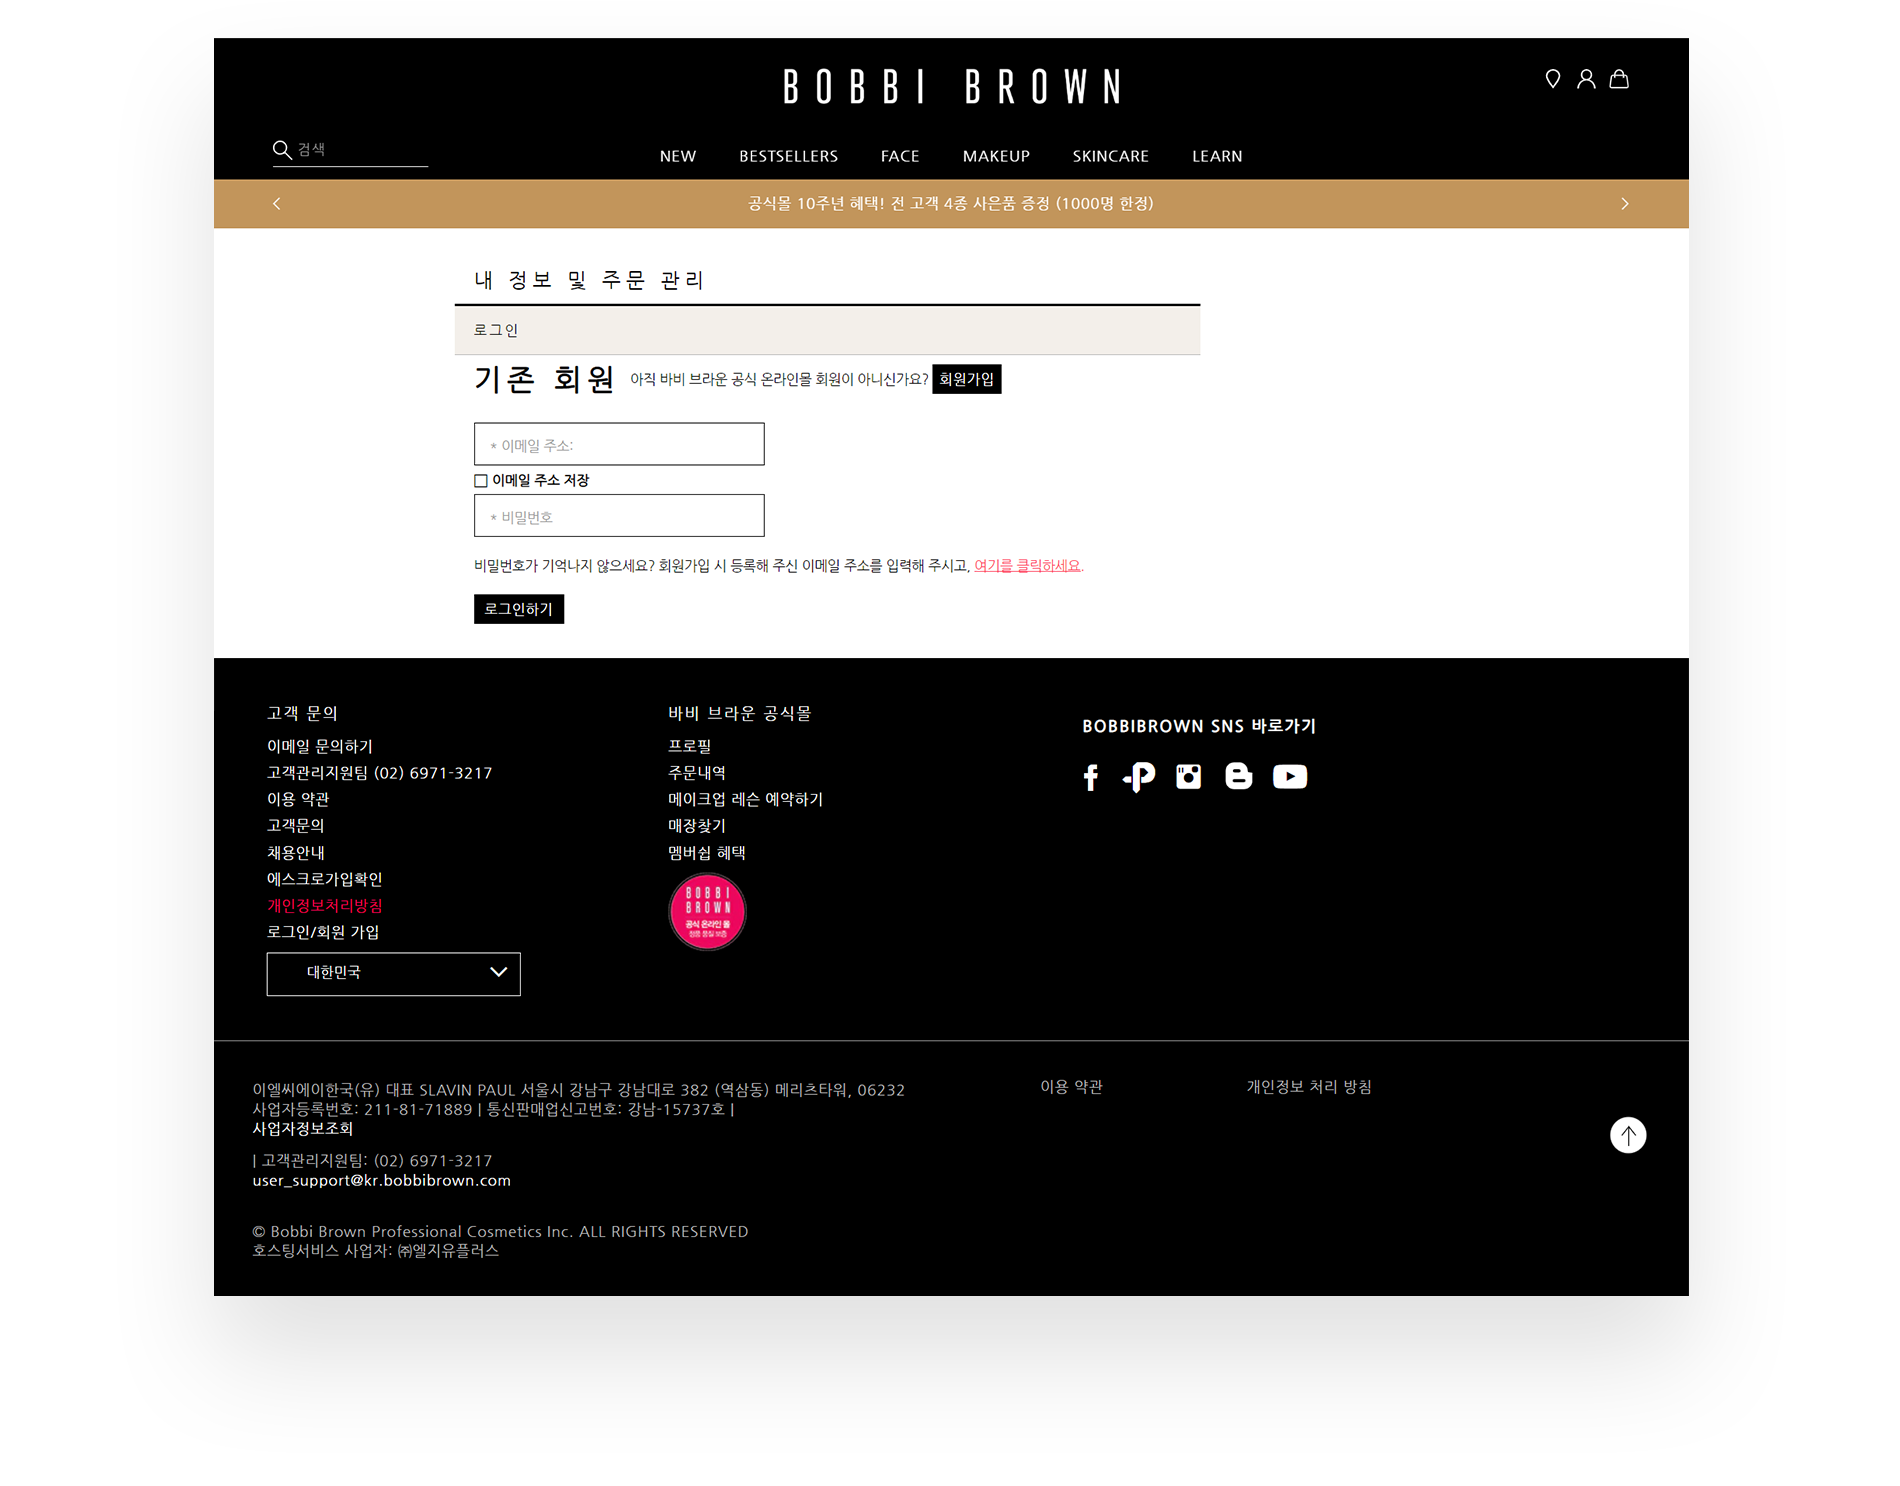 BOBBI BROWN
검색
NEW BESTSELLERS FACE MAKEUP SKINCARE LEARN
공식몰 10주년 혜택! 전 고객 4종 사은품 증정 (1000명 한정)
내 정보 및 주문 관리
로그인
기존 회원 아직 바비 브라운 공식 온라인몰 회원이 아니신가요? 회원가입
* 이메일 주소:
이메일 주소 저장
* 비밀번호
비밀번호가 기억나지 않으세요? 회원가입 시 등록해 주신 이메일 주소를 입력해 주시고, 여기를 클릭하세요.
로그인하기
고객 문의
이메일 문의하기
고객관리지원팀 (02) 6971-3217
이용 약관
고객문의
채용안내
에스크로가입확인
개인정보처리방침
로그인/회원 가입
대한민국
바비 브라운 공식몰
프로필
주문내역
메이크업 레슨 예약하기
매장찾기
멤버쉽 혜택
BOBBI
BROWN
공식 온라인 몰
정품 품질 보증
BOBBIBROWN SNS 바로가기
이엘씨에이한국(유) 대표 SLAVIN PAUL 서울시 강남구 강남대로 382 (역삼동) 메리츠타워, 06232
사업자등록번호: 211-81-71889 | 통신판매업신고번호: 강남-15737호 |
사업자정보조회
| 고객관리지원팀: (02) 6971-3217
user_support@kr.bobbibrown.com
© Bobbi Brown Professional Cosmetics Inc. ALL RIGHTS RESERVED
호스팅서비스 사업자: ㈜엘지유플러스
이용 약관
개인정보 처리 방침